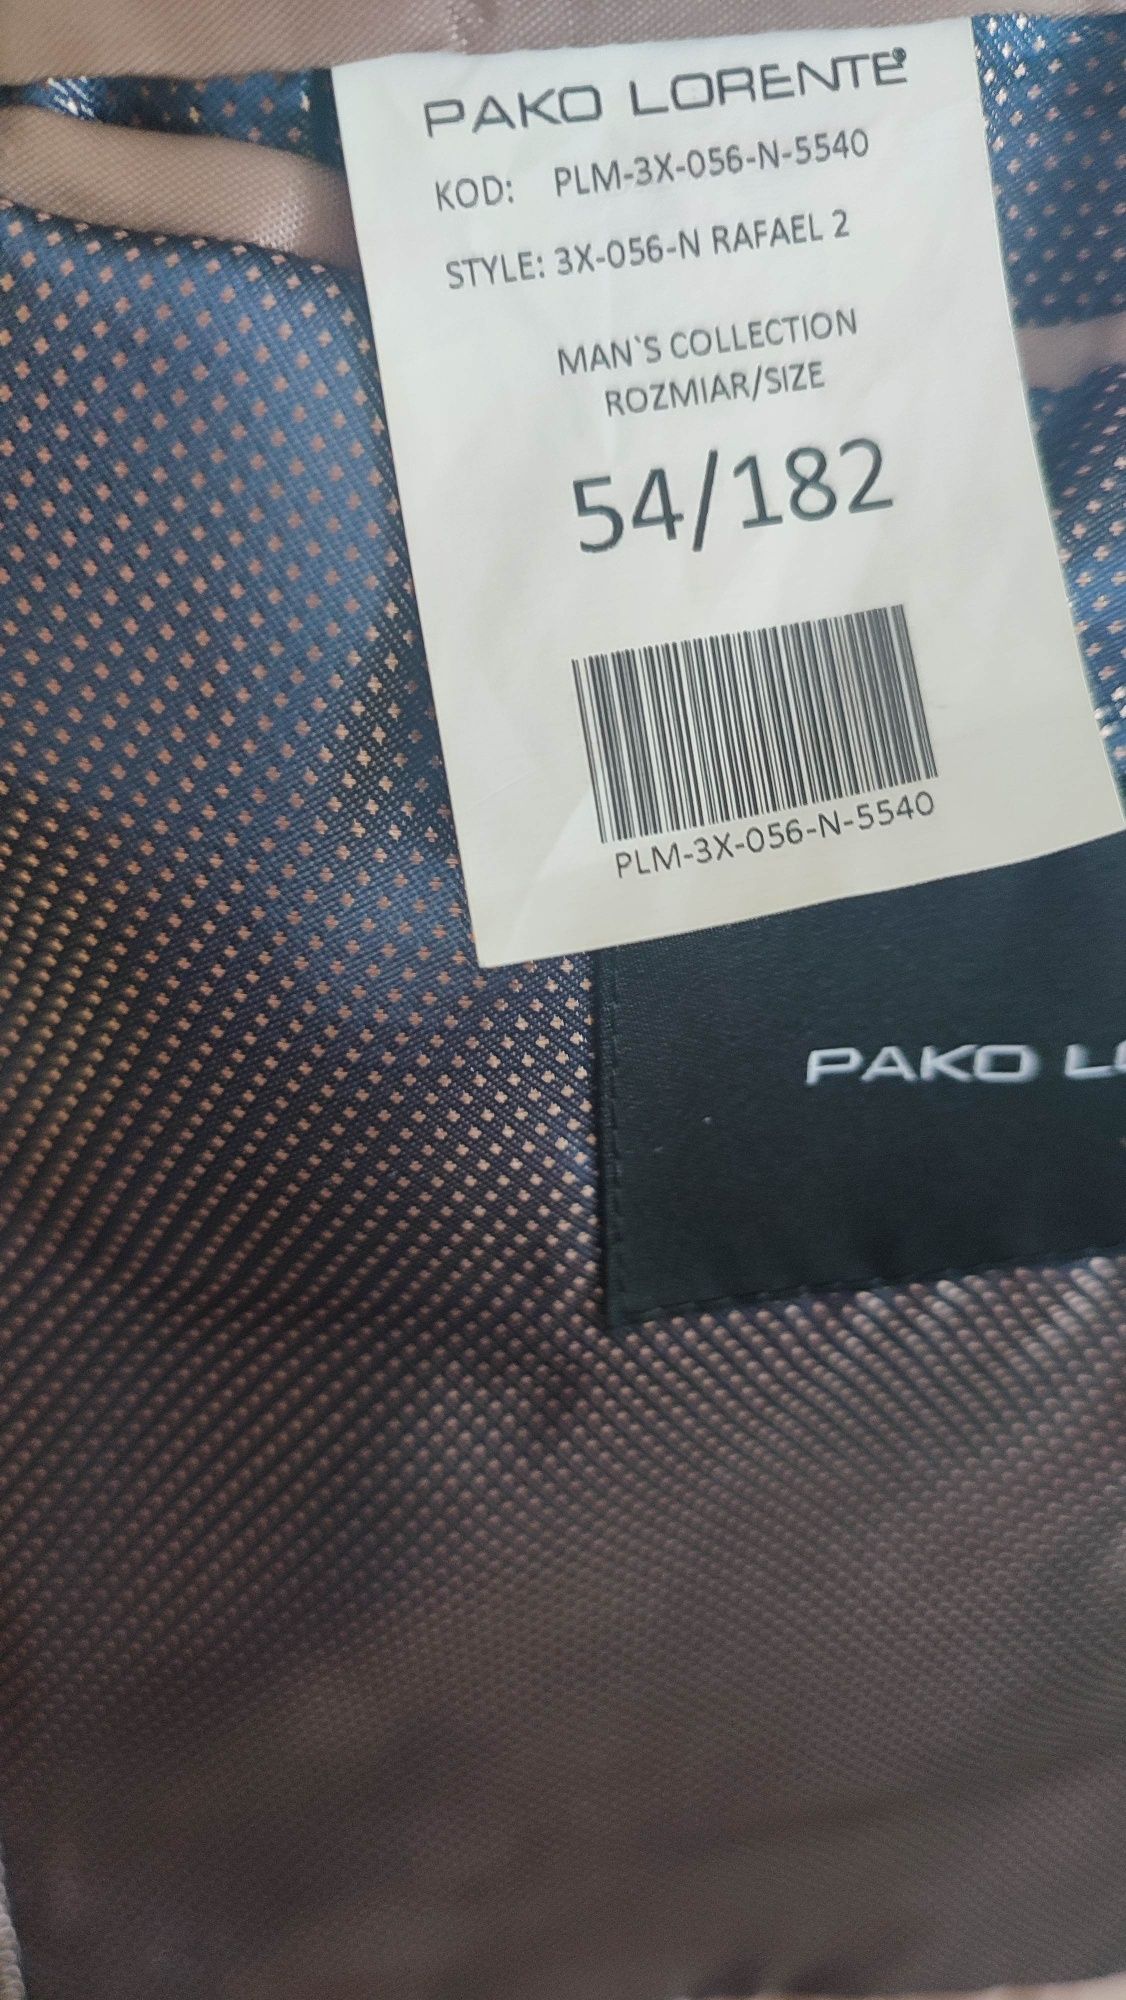 PAKO LORENTE
KOD: PLM-3X-056-N-5540
STYLE: 3X-056-N RAFAEL 2
MAN`S COLLECTION
ROZMIAR/SIZE
54/182
PLM-3X-056-N-5540
PAKO LO